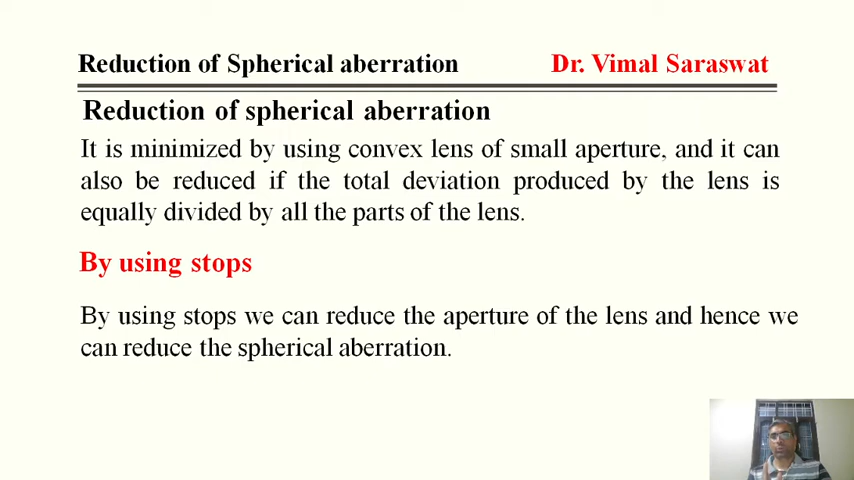 Reduction of Spherical aberration Dr. Vimal Saraswat
Reduction of spherical aberration
It is minimized by using convex lens of small aperture, and it can
also be reduced if the total deviation produced by the lens is
equally divided by all the parts of the lens.
By using stops
By using stops we can reduce the aperture of the lens and hence we
can reduce the spherical aberration.